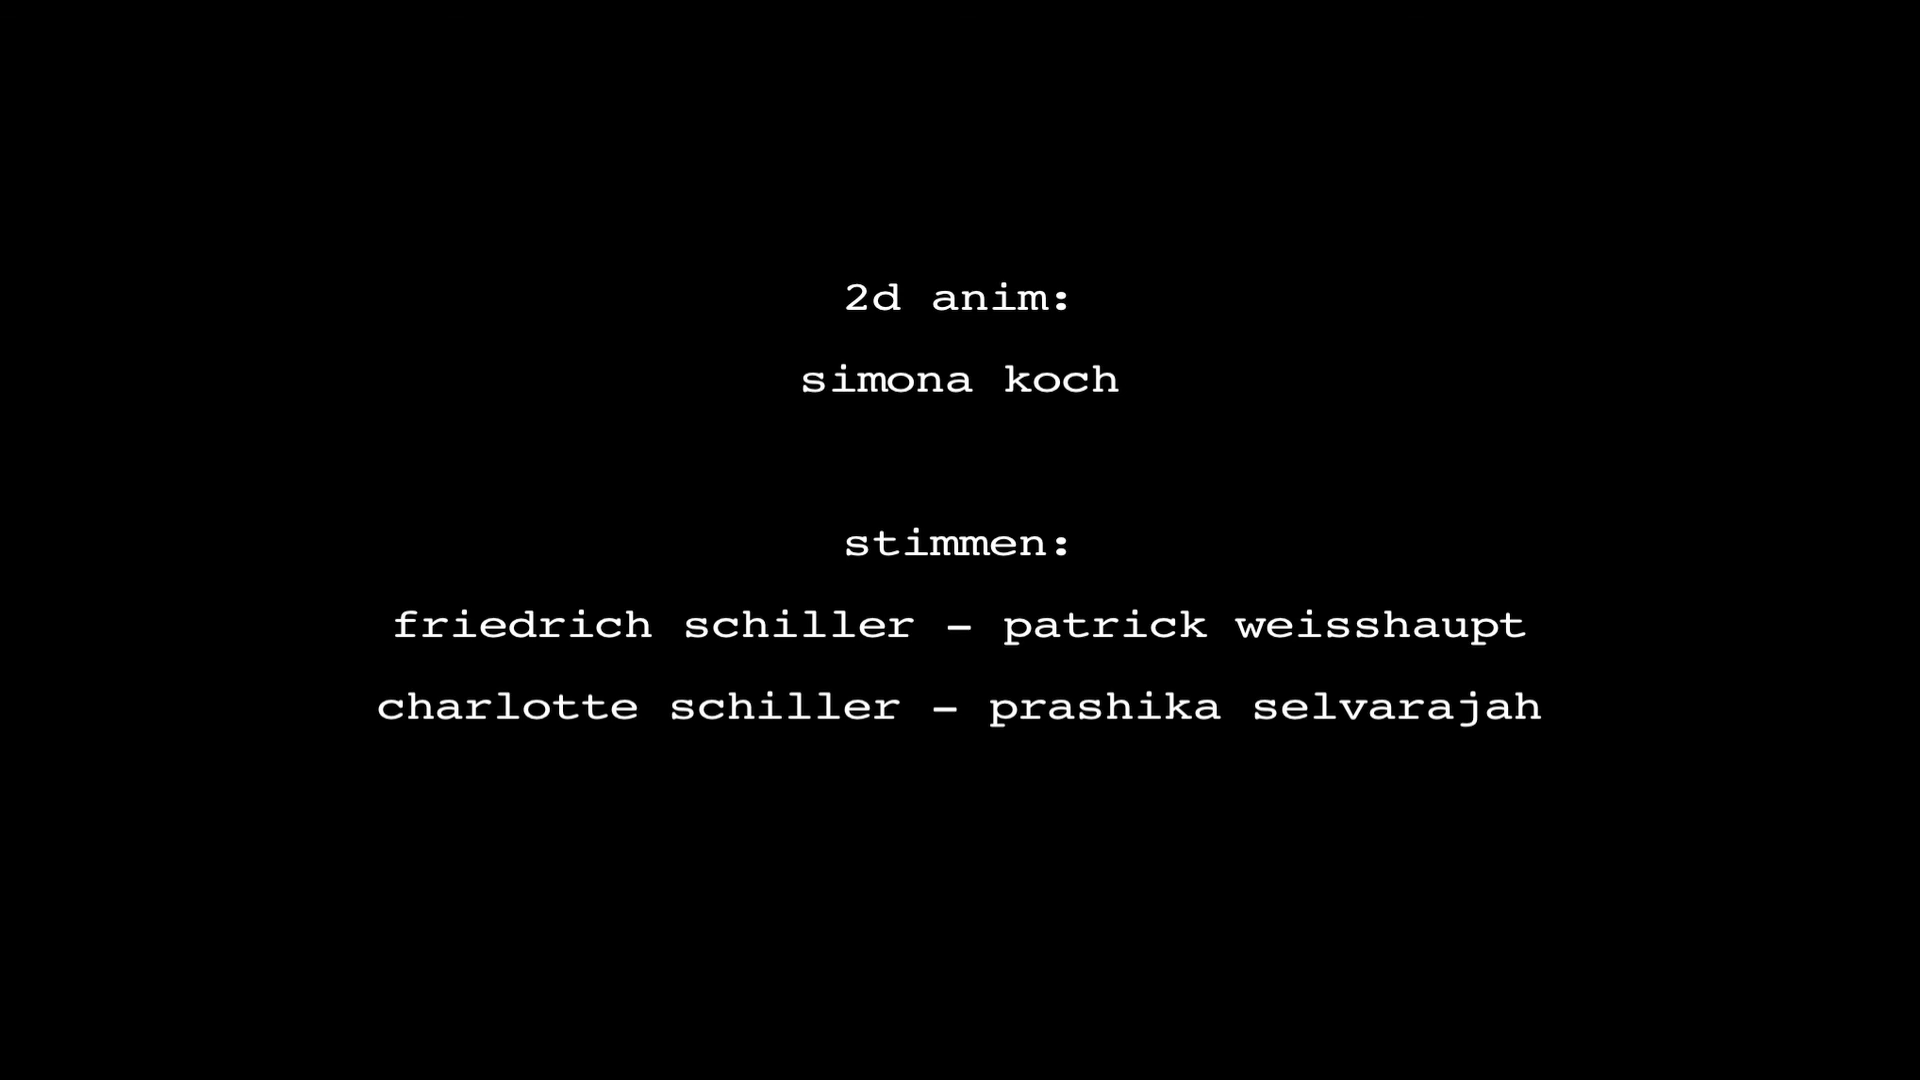 2d anim:
simona koch
stimmen:
friedrich schiller – patrick weisshaupt
charlotte schiller – prashika selvarajah